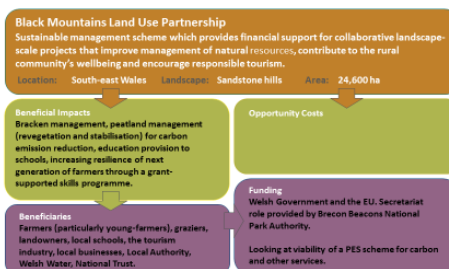 Black Mountains Land Use Partnership
Sustainable management scheme which provides financial support for collaborative landscape-
scale projects that improve management of natural resources, contribute to the rural
community's wellbeing and encourage responsible tourism.
Location: South-east Wales Landscape: Sandstone hills Area: 24,600 ha
Beneficial Impacts
Bracken management, peatland management
(revegetation and stabilisation) for carbon
emission reduction, education provision to
schools, increasing resilience of next
generation of farmers through a grant-
supported skills programme.
Opportunity Costs
Beneficiaries
Farmers (particularly young-farmers), graziers,
landowners, local schools, the tourism
industry, local businesses, Local Authority,
Welsh Water, National Trust.
Funding
Welsh Government and the EU. Secretariat
role provided by Brecon Beacons National
Park Authority.
Looking at viability of a PES scheme for carbon
and other services.